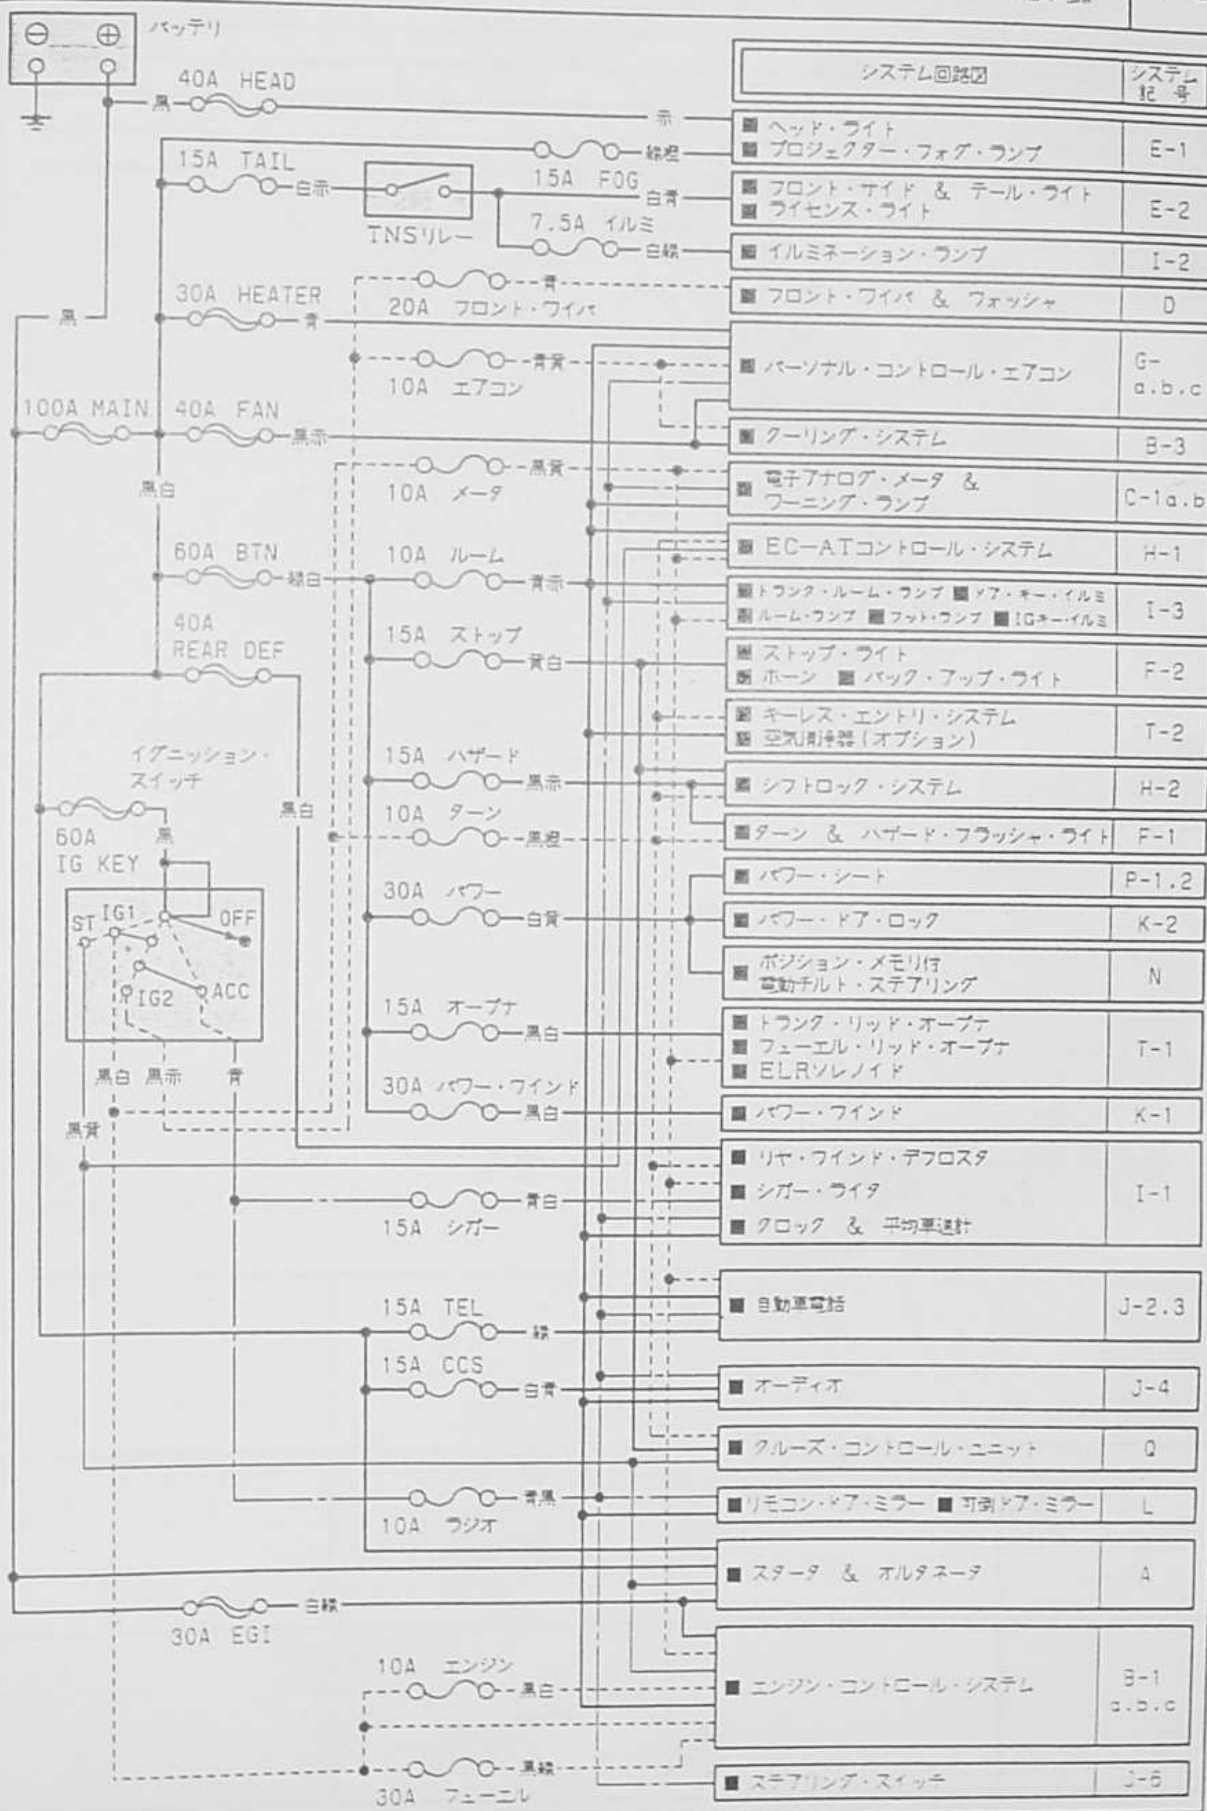 バッテリ
40A HEAD
黒
赤
システム回路図
システム
記号
■ ヘッド・ライト
■ プロジェクター・フォグ・ランプ
E-1
15A TAIL
白赤
TNSリレー
緑橙
15A FOG
白青
7.5A イルミ
白緑
■ フロント・サイド & テール・ライト
■ ライセンス・ライト
E-2
■ イルミネーション・ランプ
I-2
黒
30A HEATER
青
青
20A フロント・ワイパ
■ フロント・ワイパ & ウォッシャ
D
青黄
10A エアコン
■ パーソナル・コントロール・エアコン
G-
a.b.c
100A MAIN
40A FAN
黒赤
■ クーリング・システム
B-3
黒白
黒黄
10A メータ
■ 電子アナログ・メータ &
ワーニング・ランプ
C-1a.b
■ EC-ATコントロール・システム
H-1
60A BTN
緑白
10A ルーム
青赤
■ トランク・ルーム・ランプ ■ ドア・キー・イルミ
■ ルーム・ランプ ■ フット・ランプ ■ IGキー・イルミ
I-3
40A
REAR DEF
15A ストップ
黄白
■ ストップ・ライト
■ ホーン ■ バック・アップ・ライト
F-2
■ キーレス・エントリ・システム
■ 空気清浄器(オプション)
T-2
イグニッション・
スイッチ
15A ハザード
黒赤
■ シフトロック・システム
H-2
60A
IG KEY
黒
黒白
10A ターン
黒橙
■ ターン & ハザード・フラッシャ・ライト
F-1
30A パワー
白黄
■ パワー・シート
P-1.2
■ パワー・ドア・ロック
K-2
■ ポジション・メモリ付
電動チルト・ステアリング
N
ST
IG1
OFF
IG2
ACC
15A オープナ
黒白
■ トランク・リッド・オープナ
■ フューエル・リッド・オープナ
■ ELRソレノイド
T-1
黒白
黒赤
青
30A パワー・ウインド
黒白
■ パワー・ウインド
K-1
黒黄
■ リヤ・ウインド・デフロスタ
■ シガー・ライタ
■ クロック & 平均車速計
I-1
青白
15A シガー
15A TEL
緑
■ 自動車電話
J-2.3
15A CCS
白青
■ オーディオ
J-4
■ クルーズ・コントロール・ユニット
Q
青黒
10A ラジオ
■リモコン・ドア・ミラー ■ 可倒ドア・ミラー
L
■ スタータ & オルタネータ
A
白緑
30A EGI
10A エンジン
黒白
■ エンジン・コントロール・システム
B-1
a.b.c
黒緑
30A フューエル
■ ステアリング・スイッチ
J-6